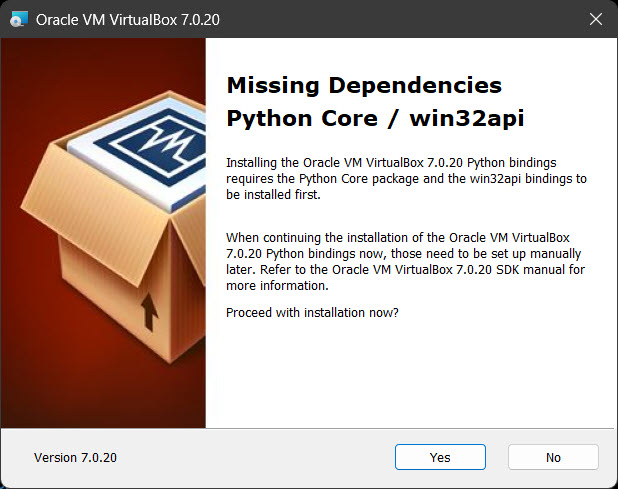 Oracle VM VirtualBox 7.0.20
Missing Dependencies
Python Core / win32api
Installing the Oracle VM VirtualBox 7.0.20 Python bindings
requires the Python Core package and the win32api bindings to
be installed first.
When continuing the installation of the Oracle VM VirtualBox
7.0.20 Python bindings now, those need to be set up manually
later. Refer to the Oracle VM VirtualBox 7.0.20 SDK manual for
more information.
Proceed with installation now?
Version 7.0.20
Yes
No